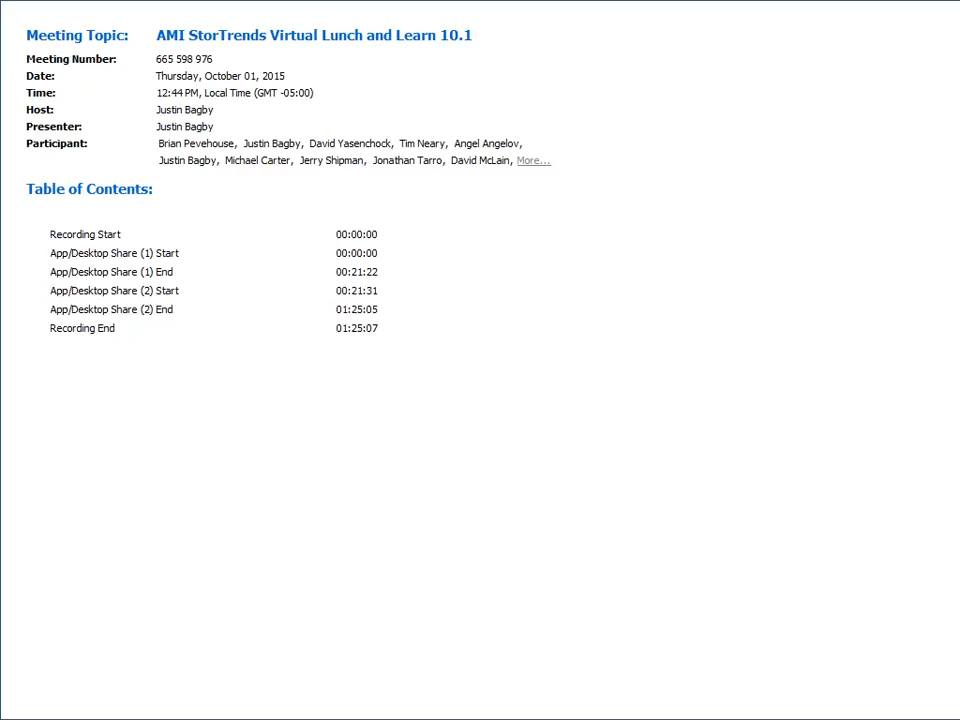 Meeting Topic: AMI StorTrends Virtual Lunch and Learn 10.1
Meeting Number: 665 598 976
Date: Thursday, October 01, 2015
Time: 12:44 PM, Local Time (GMT -05:00)
Host: Justin Bagby
Presenter: Justin Bagby
Participant: Brian Pevehouse, Justin Bagby, David Yasenchock, Tim Neary, Angel Angelov,
Justin Bagby, Michael Carter, Jerry Shipman, Jonathan Tarro, David McLain, More...
Table of Contents:
Recording Start 00:00:00
App/Desktop Share (1) Start 00:00:00
App/Desktop Share (1) End 00:21:22
App/Desktop Share (2) Start 00:21:31
App/Desktop Share (2) End 01:25:05
Recording End 01:25:07